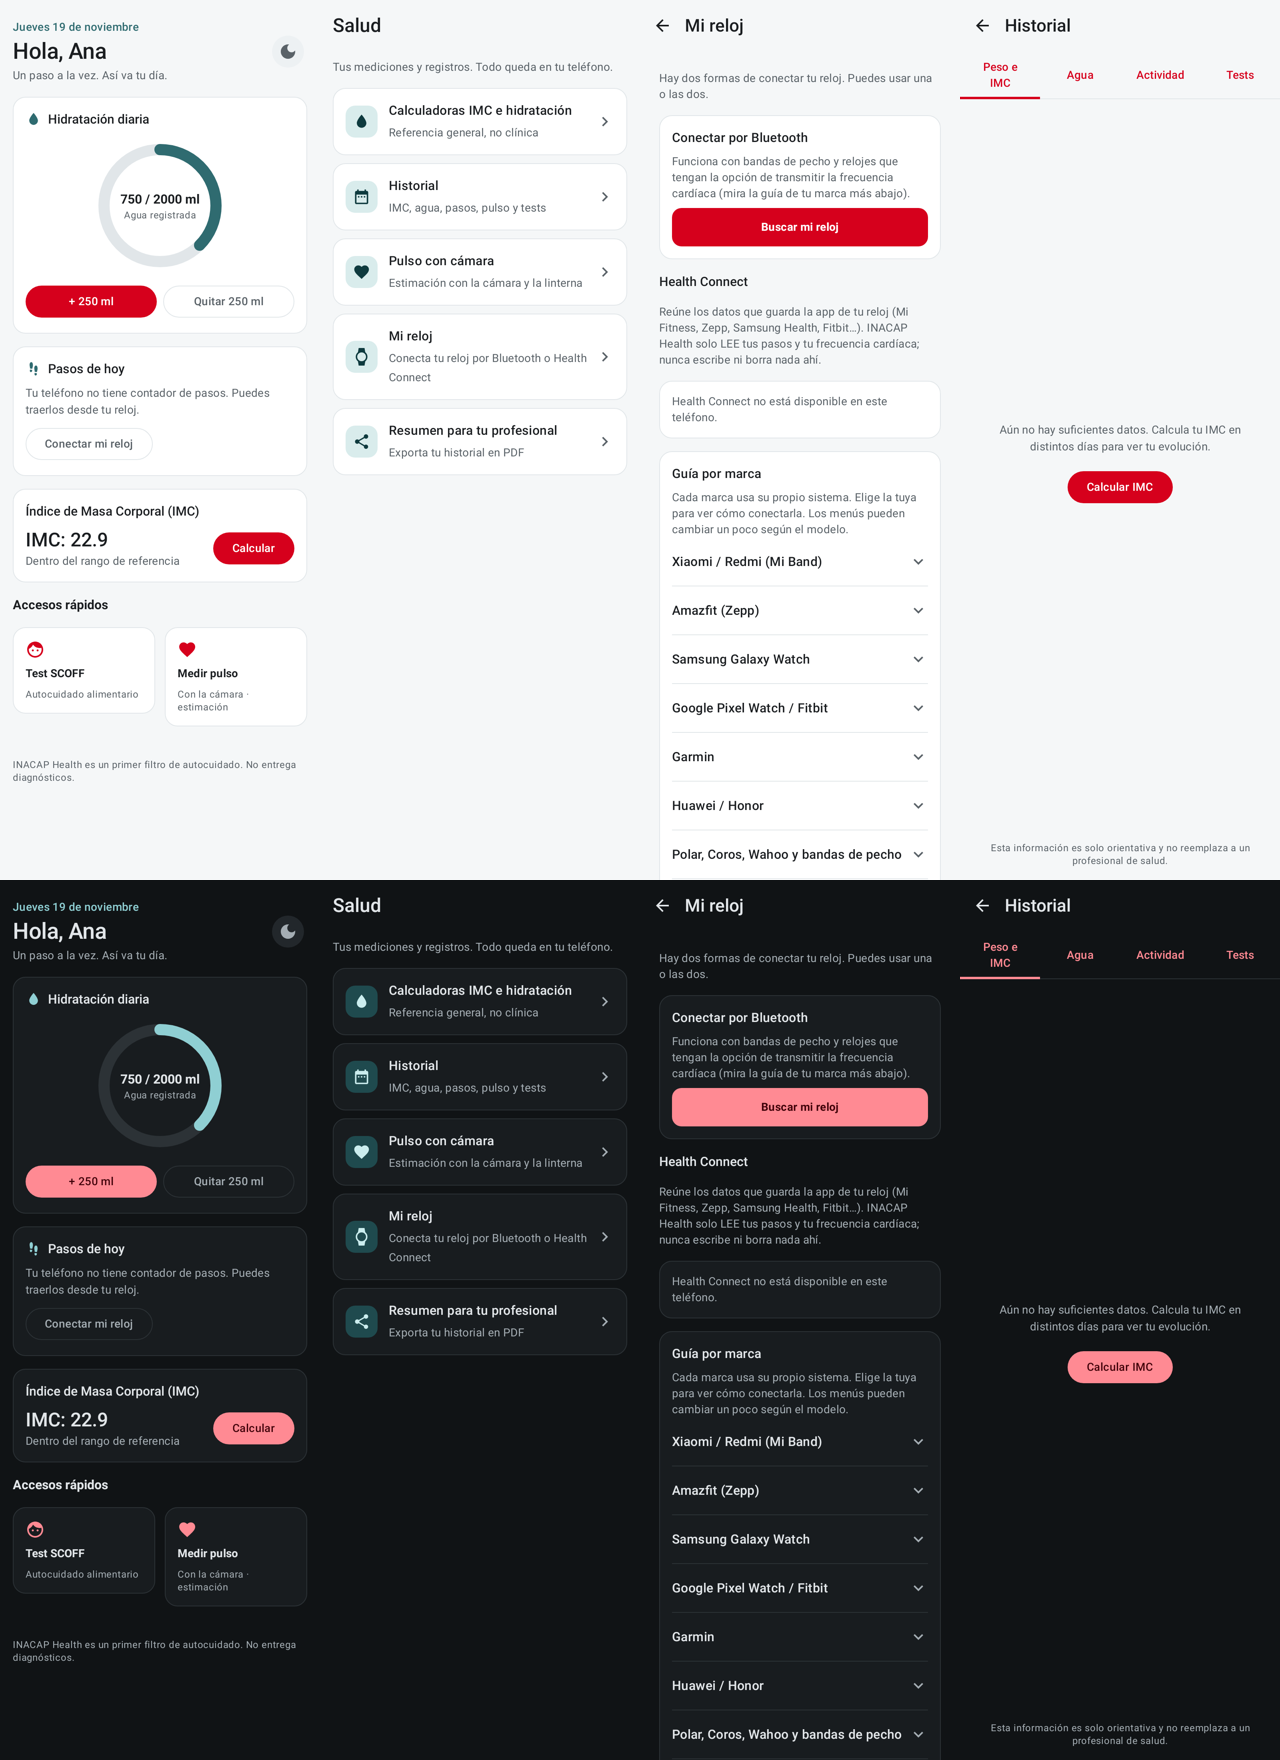 Jueves 19 de noviembre
Hola, Ana
Un paso a la vez. Así va tu día.
Hidratación diaria
750 / 2000 ml
Agua registrada
+ 250 ml
Quitar 250 ml
Pasos de hoy
Tu teléfono no tiene contador de pasos. Puedes
traerlos desde tu reloj.
Conectar mi reloj
Índice de Masa Corporal (IMC)
IMC: 22.9
Dentro del rango de referencia
Calcular
Accesos rápidos
Test SCOFF
Autocuidado alimentario
Medir pulso
Con la cámara ·
estimación
INACAP Health es un primer filtro de autocuidado. No entrega
diagnósticos.
Salud
Tus mediciones y registros. Todo queda en tu teléfono.
Calculadoras IMC e hidratación
Referencia general, no clínica
Historial
IMC, agua, pasos, pulso y tests
Pulso con cámara
Estimación con la cámara y la linterna
Mi reloj
Conecta tu reloj por Bluetooth o Health
Connect
Resumen para tu profesional
Exporta tu historial en PDF
Mi reloj
Hay dos formas de conectar tu reloj. Puedes usar una
o las dos.
Conectar por Bluetooth
Funciona con bandas de pecho y relojes que
tengan la opción de transmitir la frecuencia
cardíaca (mira la guía de tu marca más abajo).
Buscar mi reloj
Health Connect
Reúne los datos que guarda la app de tu reloj (Mi
Fitness, Zepp, Samsung Health, Fitbit…). INACAP
Health solo LEE tus pasos y tu frecuencia cardíaca;
nunca escribe ni borra nada ahí.
Health Connect no está disponible en este
teléfono.
Guía por marca
Cada marca usa su propio sistema. Elige la tuya
para ver cómo conectarla. Los menús pueden
cambiar un poco según el modelo.
Xiaomi / Redmi (Mi Band)
Amazfit (Zepp)
Samsung Galaxy Watch
Google Pixel Watch / Fitbit
Garmin
Huawei / Honor
Polar, Coros, Wahoo y bandas de pecho
Historial
Peso e
IMC
Agua
Actividad
Tests
Aún no hay suficientes datos. Calcula tu IMC en
distintos días para ver tu evolución.
Calcular IMC
Esta información es solo orientativa y no reemplaza a un
profesional de salud.
Jueves 19 de noviembre
Hola, Ana
Un paso a la vez. Así va tu día.
Hidratación diaria
750 / 2000 ml
Agua registrada
+ 250 ml
Quitar 250 ml
Pasos de hoy
Tu teléfono no tiene contador de pasos. Puedes
traerlos desde tu reloj.
Conectar mi reloj
Índice de Masa Corporal (IMC)
IMC: 22.9
Dentro del rango de referencia
Calcular
Accesos rápidos
Test SCOFF
Autocuidado alimentario
Medir pulso
Con la cámara ·
estimación
INACAP Health es un primer filtro de autocuidado. No entrega
diagnósticos.
Salud
Tus mediciones y registros. Todo queda en tu teléfono.
Calculadoras IMC e hidratación
Referencia general, no clínica
Historial
IMC, agua, pasos, pulso y tests
Pulso con cámara
Estimación con la cámara y la linterna
Mi reloj
Conecta tu reloj por Bluetooth o Health
Connect
Resumen para tu profesional
Exporta tu historial en PDF
Mi reloj
Hay dos formas de conectar tu reloj. Puedes usar una
o las dos.
Conectar por Bluetooth
Funciona con bandas de pecho y relojes que
tengan la opción de transmitir la frecuencia
cardíaca (mira la guía de tu marca más abajo).
Buscar mi reloj
Health Connect
Reúne los datos que guarda la app de tu reloj (Mi
Fitness, Zepp, Samsung Health, Fitbit…). INACAP
Health solo LEE tus pasos y tu frecuencia cardíaca;
nunca escribe ni borra nada ahí.
Health Connect no está disponible en este
teléfono.
Guía por marca
Cada marca usa su propio sistema. Elige la tuya
para ver cómo conectarla. Los menús pueden
cambiar un poco según el modelo.
Xiaomi / Redmi (Mi Band)
Amazfit (Zepp)
Samsung Galaxy Watch
Google Pixel Watch / Fitbit
Garmin
Huawei / Honor
Polar, Coros, Wahoo y bandas de pecho
Historial
Peso e
IMC
Agua
Actividad
Tests
Aún no hay suficientes datos. Calcula tu IMC en
distintos días para ver tu evolución.
Calcular IMC
Esta información es solo orientativa y no reemplaza a un
profesional de salud.